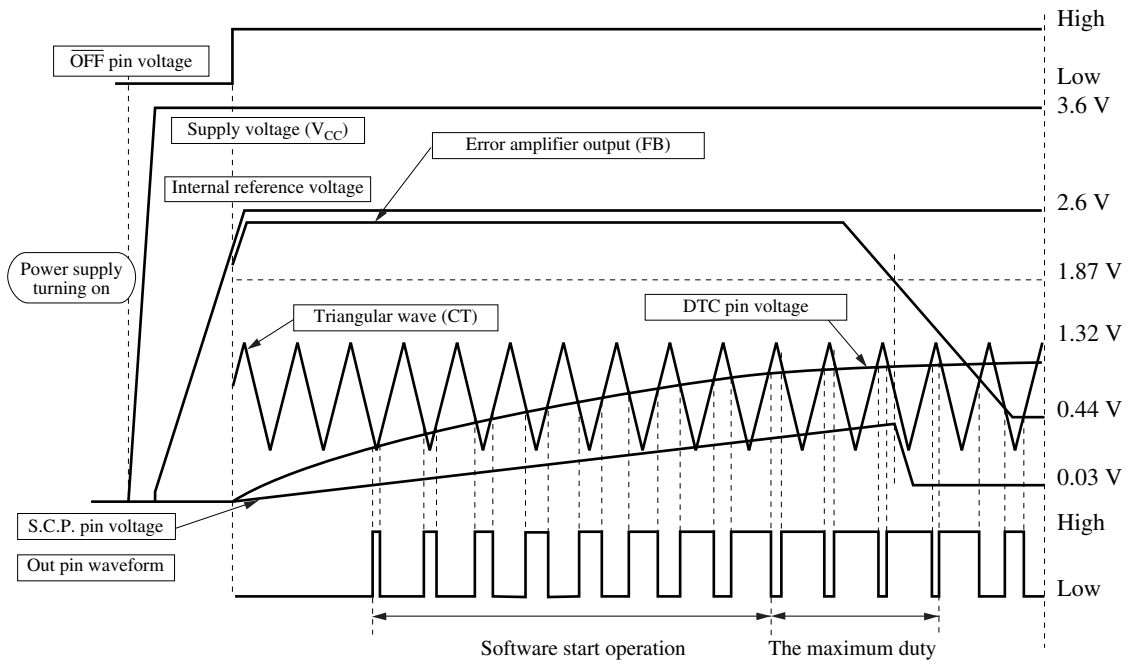 High
OFF pin voltage
Low
3.6 V
Supply voltage (VCC)
Error amplifier output (FB)
Internal reference voltage
2.6 V
Power supply
turning on
1.87 V
DTC pin voltage
Triangular wave (CT)
1.32 V
0.44 V
0.03 V
S.C.P. pin voltage
High
Out pin waveform
Low
Software start operation
The maximum duty